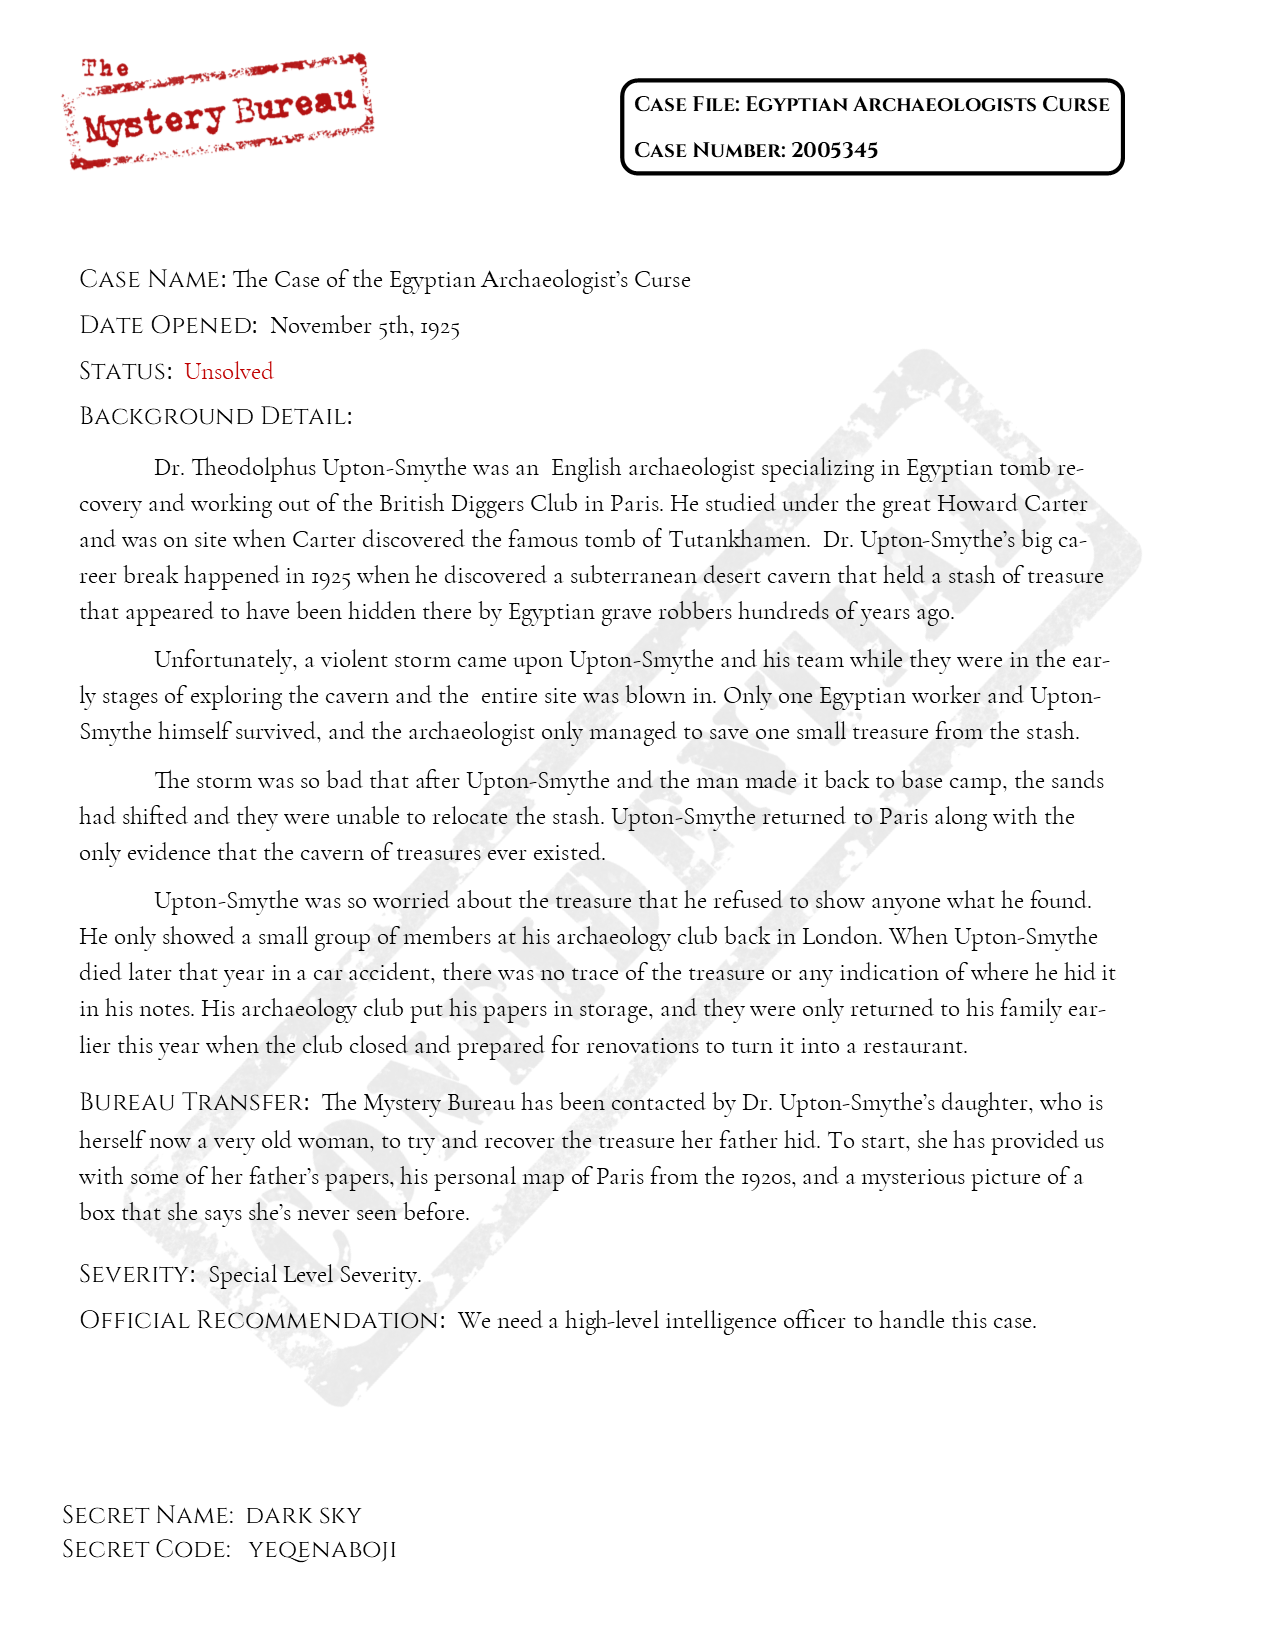 The
Mystery Bureau
Case File: Egyptian Archaeologists Curse
Case Number: 2005345
Case Name: The Case of the Egyptian Archaeologist's Curse
Date Opened: November 5th, 1925
Status: Unsolved
Background Detail:
Dr. Theodolphus Upton-Smythe was an English archaeologist specializing in Egyptian tomb re-
covery and working out of the British Diggers Club in Paris. He studied under the great Howard Carter
and was on site when Carter discovered the famous tomb of Tutankhamen. Dr. Upton-Smythe's big ca-
reer break happened in 1925 when he discovered a subterranean desert cavern that held a stash of treasure
that appeared to have been hidden there by Egyptian grave robbers hundreds of years ago.
Unfortunately, a violent storm came upon Upton-Smythe and his team while they were in the ear-
ly stages of exploring the cavern and the entire site was blown in. Only one Egyptian worker and Upton-
Smythe himself survived, and the archaeologist only managed to save one small treasure from the stash.
The storm was so bad that after Upton-Smythe and the man made it back to base camp, the sands
had shifted and they were unable to relocate the stash. Upton-Smythe returned to Paris along with the
only evidence that the cavern of treasures ever existed.
Upton-Smythe was so worried about the treasure that he refused to show anyone what he found.
He only showed a small group of members at his archaeology club back in London. When Upton-Smythe
died later that year in a car accident, there was no trace of the treasure or any indication of where he hid it
in his notes. His archaeology club put his papers in storage, and they were only returned to his family ear-
lier this year when the club closed and prepared for renovations to turn it into a restaurant.
Bureau Transfer: The Mystery Bureau has been contacted by Dr. Upton-Smythe's daughter, who is
herself now a very old woman, to try and recover the treasure her father hid. To start, she has provided us
with some of her father's papers, his personal map of Paris from the 1920s, and a mysterious picture of a
box that she says she's never seen before.
Severity: Special Level Severity.
Official Recommendation: We need a high-level intelligence officer to handle this case.
CONFIDENTIAL
Secret Name: dark sky
Secret Code: yeqenaboji